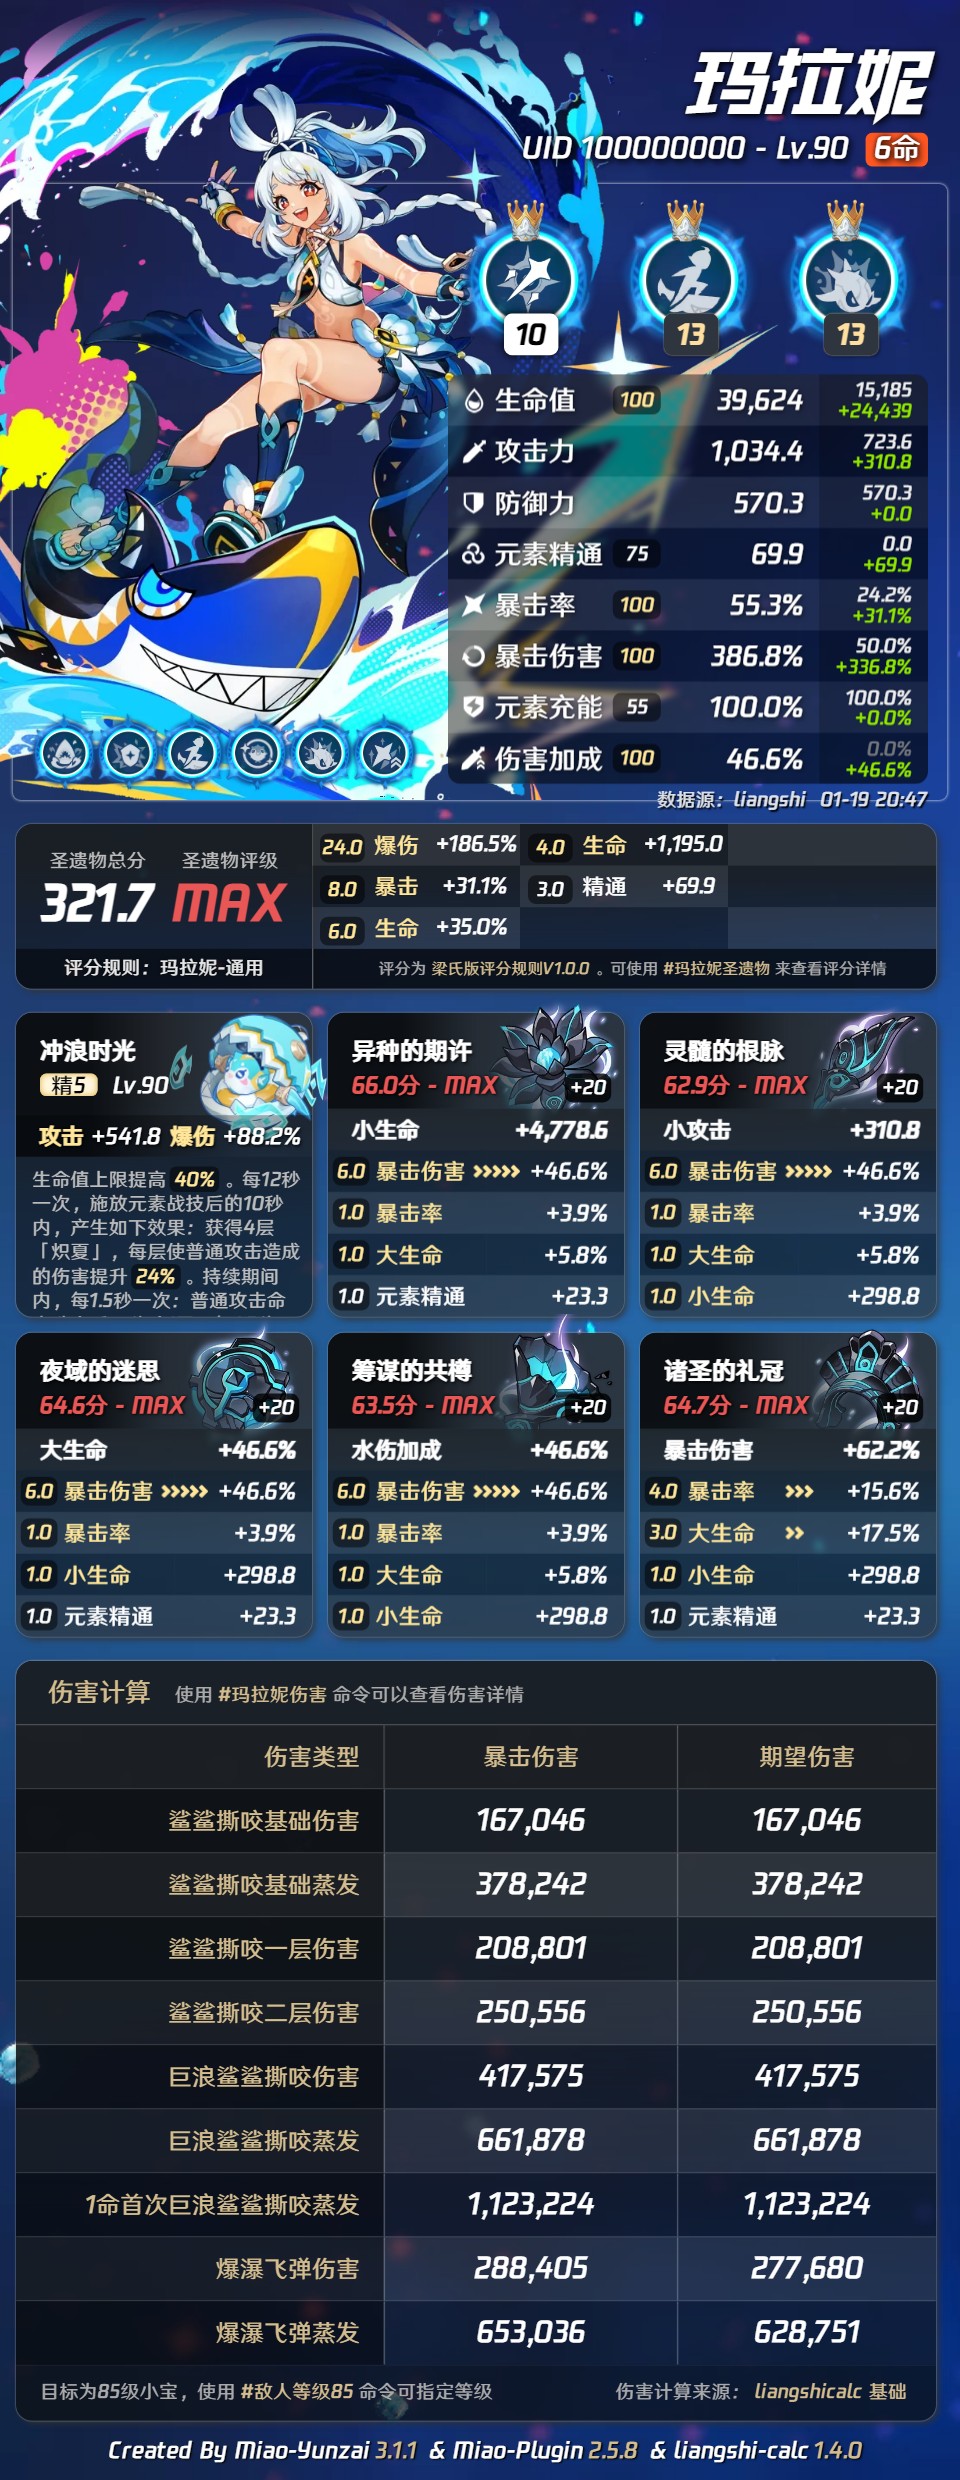 玛拉妮
UID 100000000 - Lv.90 6命
10 13 13
生命值 100 39,624 15,185 +24,439
攻击力 1,034.4 723.6 +310.8
防御力 570.3 570.3 +0.0
元素精通 75 69.9 0.0 +69.9
暴击率 100 55.3% 24.2% +31.1%
暴击伤害 100 386.8% 50.0% +336.8%
元素充能 55 100.0% 100.0% +0.0%
伤害加成 100 46.6% 0.0% +46.6%
数据源：liangshi 01-19 20:47
圣遗物总分 圣遗物评级
321.7 MAX
评分规则：玛拉妮-通用
24.0 爆伤 +186.5% 4.0 生命 +1,195.0
8.0 暴击 +31.1% 3.0 精通 +69.9
6.0 生命 +35.0%
评分为 梁氏版评分规则V1.0.0 。可使用 #玛拉妮圣遗物 来查看评分详情
冲浪时光
精5 Lv.90
攻击 +541.8 爆伤 +88.2%
生命值上限提高 40% 。每12秒
一次，施放元素战技后的10秒
内，产生如下效果：获得4层
「炽夏」，每层使普通攻击造成
的伤害提升 24% 。持续期间
内，每1.5秒一次：普通攻击命
异种的期许
66.0分 - MAX +20
小生命 +4,778.6
6.0 暴击伤害 +46.6%
1.0 暴击率 +3.9%
1.0 大生命 +5.8%
1.0 元素精通 +23.3
灵髓的根脉
62.9分 - MAX +20
小攻击 +310.8
6.0 暴击伤害 +46.6%
1.0 暴击率 +3.9%
1.0 大生命 +5.8%
1.0 小生命 +298.8
夜域的迷思
64.6分 - MAX +20
大生命 +46.6%
6.0 暴击伤害 +46.6%
1.0 暴击率 +3.9%
1.0 小生命 +298.8
1.0 元素精通 +23.3
筹谋的共樽
63.5分 - MAX +20
水伤加成 +46.6%
6.0 暴击伤害 +46.6%
1.0 暴击率 +3.9%
1.0 大生命 +5.8%
1.0 小生命 +298.8
诸圣的礼冠
64.7分 - MAX +20
暴击伤害 +62.2%
4.0 暴击率 +15.6%
3.0 大生命 +17.5%
1.0 小生命 +298.8
1.0 元素精通 +23.3
伤害计算 使用 #玛拉妮伤害 命令可以查看伤害详情
伤害类型 暴击伤害 期望伤害
鲨鲨撕咬基础伤害 167,046 167,046
鲨鲨撕咬基础蒸发 378,242 378,242
鲨鲨撕咬一层伤害 208,801 208,801
鲨鲨撕咬二层伤害 250,556 250,556
巨浪鲨鲨撕咬伤害 417,575 417,575
巨浪鲨鲨撕咬蒸发 661,878 661,878
1命首次巨浪鲨鲨撕咬蒸发 1,123,224 1,123,224
爆瀑飞弹伤害 288,405 277,680
爆瀑飞弹蒸发 653,036 628,751
目标为85级小宝，使用 #敌人等级85 命令可指定等级 伤害计算来源： liangshicalc 基础
Created By Miao-Yunzai 3.1.1 & Miao-Plugin 2.5.8 & liangshi-calc 1.4.0